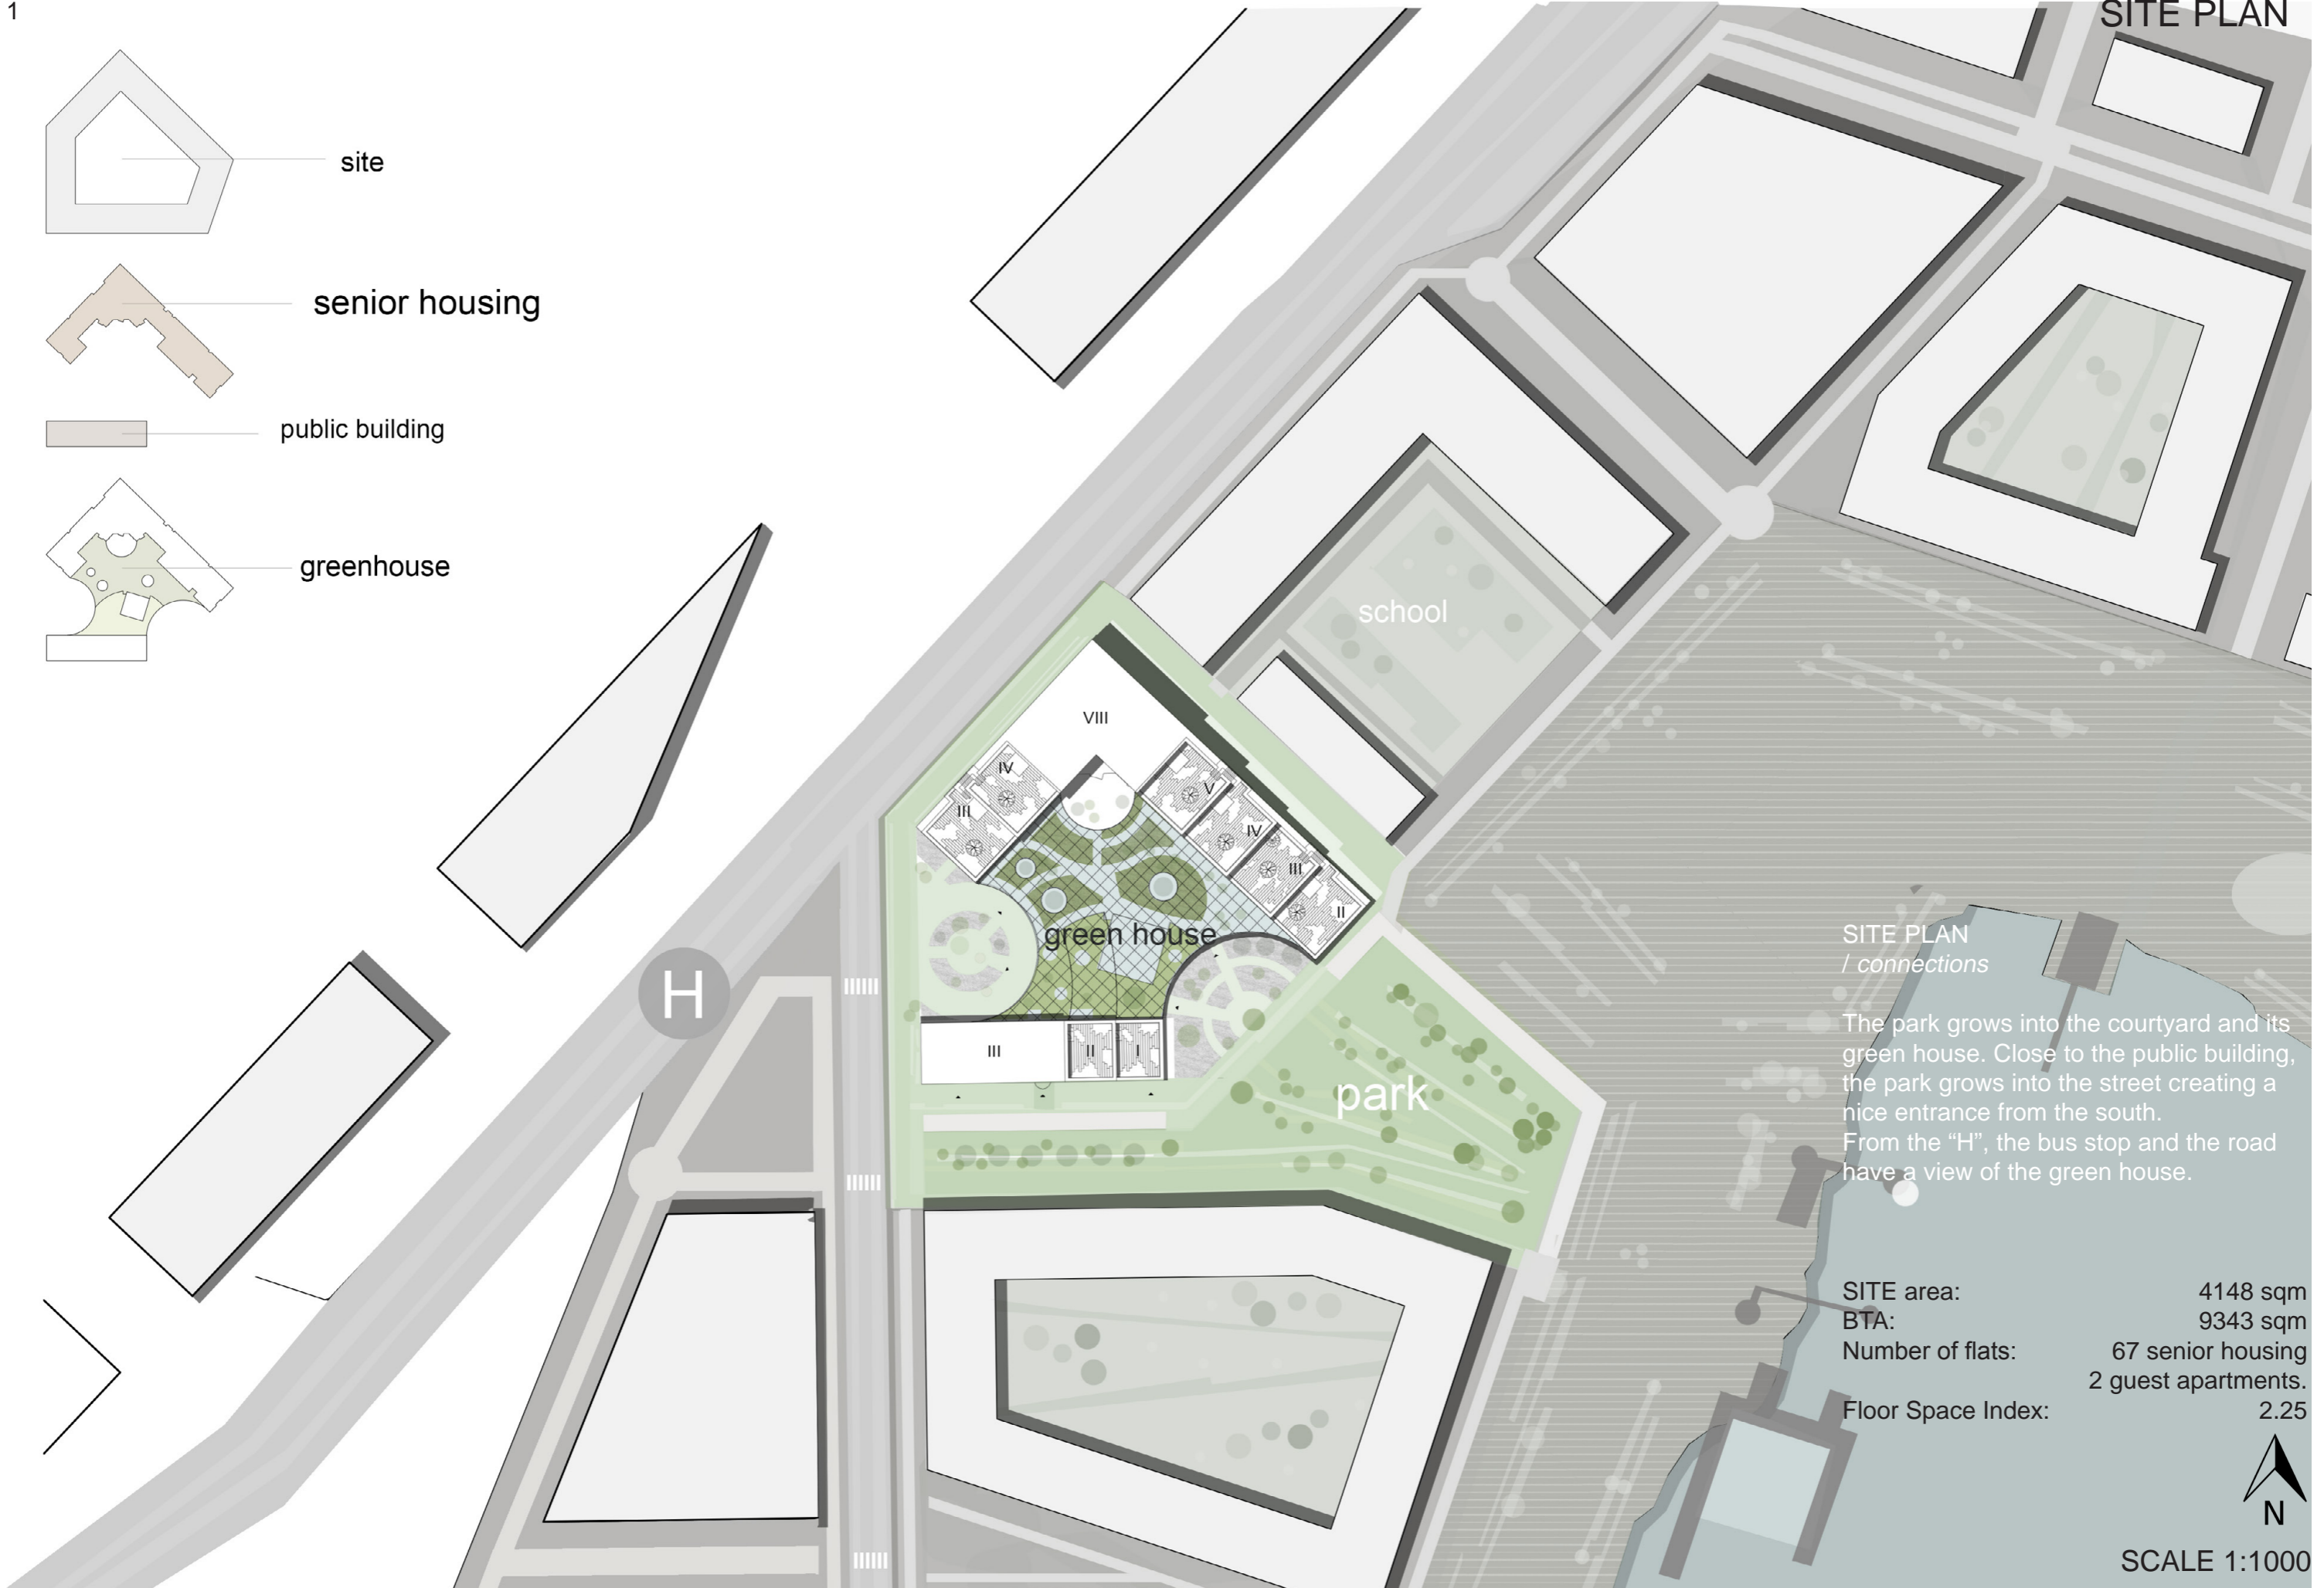 1
SITE PLAN
site
senior housing
public building
greenhouse
school
VIII
IV
III
V
IV
III
II
green house
H
III
II
I
park
SITE PLAN
/ connections
The park grows into the courtyard and its
green house. Close to the public building,
the park grows into the street creating a
nice entrance from the south.
From the “H”, the bus stop and the road
have a view of the green house.
SITE area: 4148 sqm
BTA: 9343 sqm
Number of flats: 67 senior housing
2 guest apartments.
Floor Space Index: 2.25
N
SCALE 1:1000